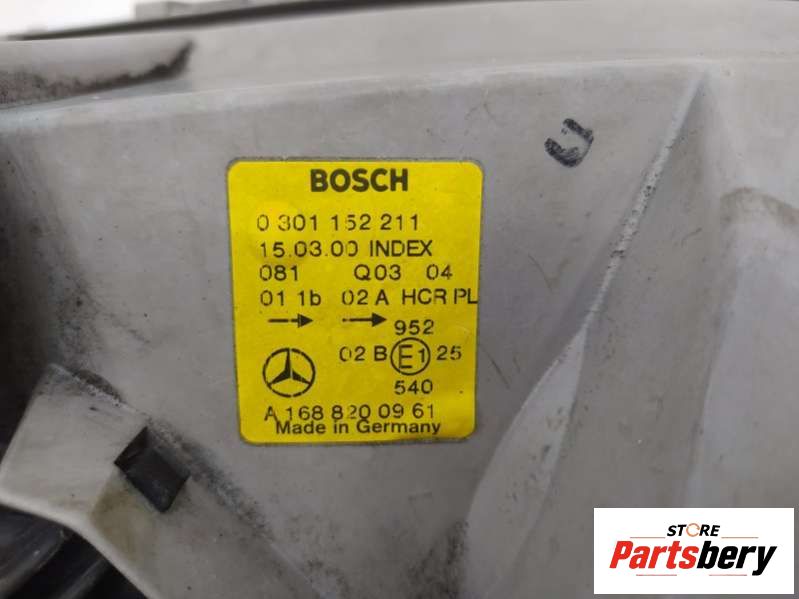 BOSCH
0 301 152 211
15.03.00 INDEX
081 Q03 04
01 1b 02 A HCR PL
952
02 B E1 25
540
A 168 820 09 61
Made in Germany
STORE
Partsbery